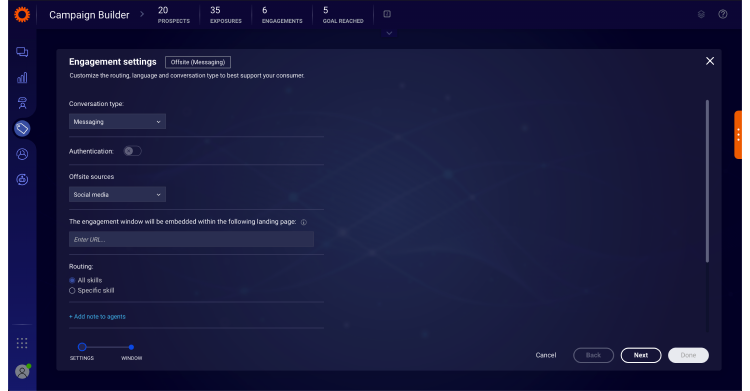 Campaign Builder
20
PROSPECTS
35
EXPOSURES
6
ENGAGEMENTS
5
GOAL REACHED
Engagement settings
Offsite (Messaging)
Customize the routing, language and conversation type to best support your consumer.
Conversation type:
Messaging
Authentication:
Offsite sources
Social media
The engagement window will be embedded within the following landing page:
Enter URL...
Routing:
All skills
Specific skill
+ Add note to agents
SETTINGS
WINDOW
Cancel
Back
Next
Done